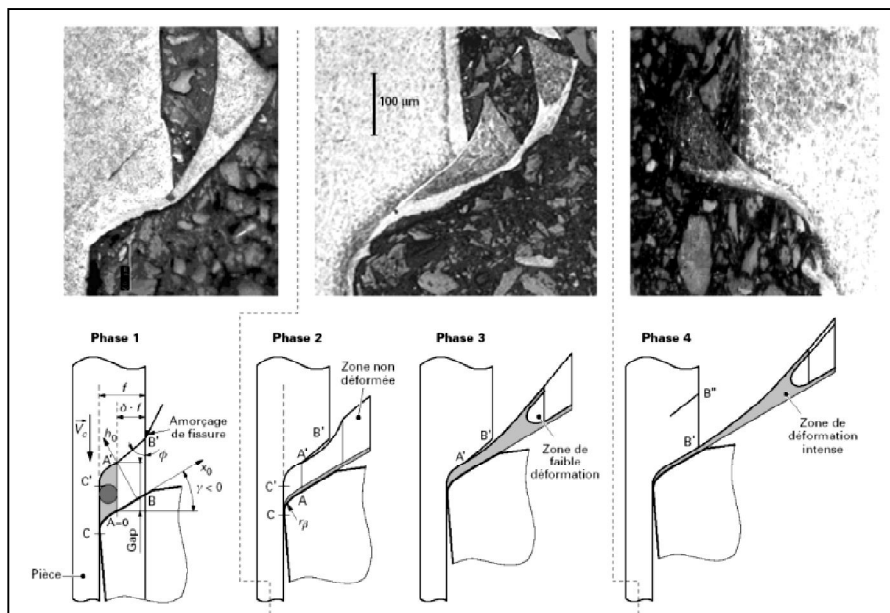 100 µm
Phase 1
Phase 2
Phase 3
Phase 4
f
Zone non
déformée
Amorçage
de fissure
B'
φ
h₀
A'
x₀
γ < 0
C'
B
A=0
C
Gap
Pièce
B'
A'
A
C'
C
rᵦ
B'
A'
Zone de
faible
déformation
B"
B'
Zone de
déformation
intense